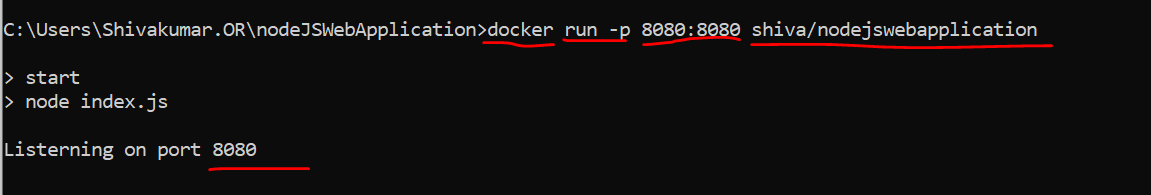 C:\Users\Shivakumar.OR\nodeJSWebApplication>docker run -p 8080:8080 shiva/nodejswebapplication
> start
> node index.js
Listerning on port 8080